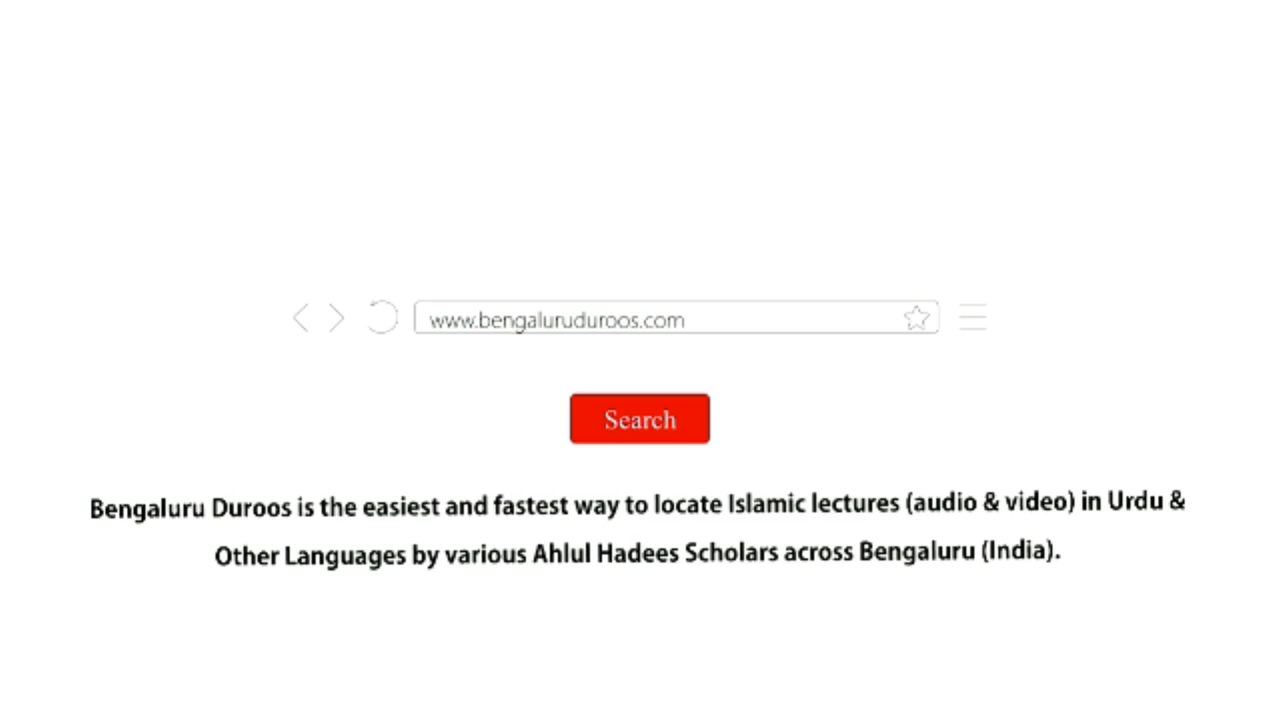 www.bengaluruduroos.com
Search
Bengaluru Duroos is the easiest and fastest way to locate Islamic lectures (audio & video) in Urdu &
Other Languages by various Ahlul Hadees Scholars across Bengaluru (India).